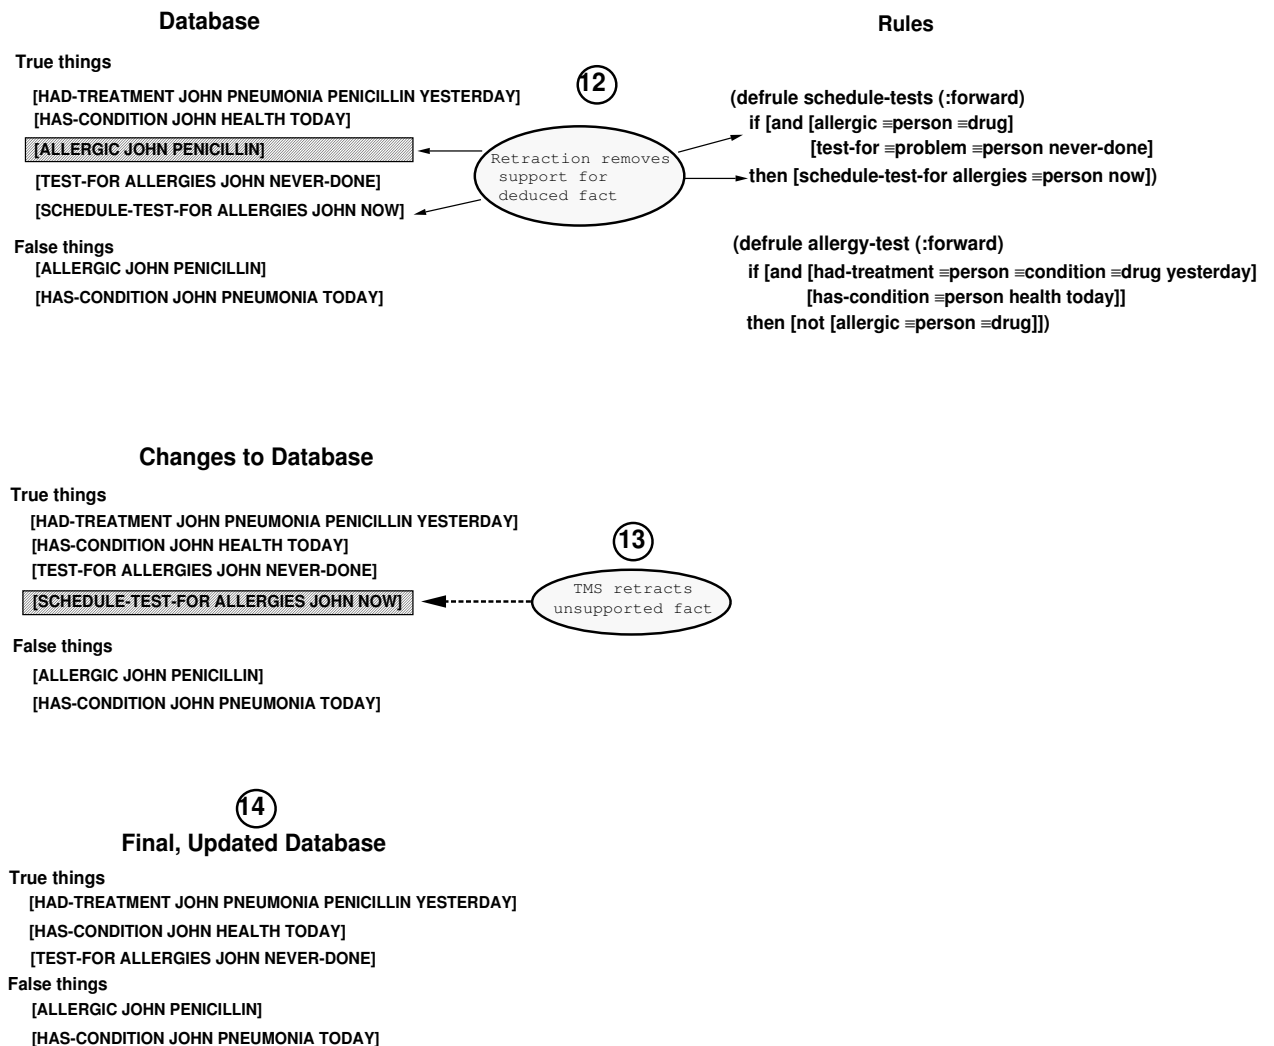 Database
Rules
True things
[HAD-TREATMENT JOHN PNEUMONIA PENICILLIN YESTERDAY]
[HAS-CONDITION JOHN HEALTH TODAY]
[ALLERGIC JOHN PENICILLIN]
[TEST-FOR ALLERGIES JOHN NEVER-DONE]
[SCHEDULE-TEST-FOR ALLERGIES JOHN NOW]
False things
[ALLERGIC JOHN PENICILLIN]
[HAS-CONDITION JOHN PNEUMONIA TODAY]
12
Retraction removes
support for
deduced fact
(defrule schedule-tests (:forward)
if [and [allergic ≡person ≡drug]
[test-for ≡problem ≡person never-done]
then [schedule-test-for allergies ≡person now])
(defrule allergy-test (:forward)
if [and [had-treatment ≡person ≡condition ≡drug yesterday]
[has-condition ≡person health today]]
then [not [allergic ≡person ≡drug]])
Changes to Database
True things
[HAD-TREATMENT JOHN PNEUMONIA PENICILLIN YESTERDAY]
[HAS-CONDITION JOHN HEALTH TODAY]
[TEST-FOR ALLERGIES JOHN NEVER-DONE]
[SCHEDULE-TEST-FOR ALLERGIES JOHN NOW]
13
TMS retracts
unsupported fact
False things
[ALLERGIC JOHN PENICILLIN]
[HAS-CONDITION JOHN PNEUMONIA TODAY]
14
Final, Updated Database
True things
[HAD-TREATMENT JOHN PNEUMONIA PENICILLIN YESTERDAY]
[HAS-CONDITION JOHN HEALTH TODAY]
[TEST-FOR ALLERGIES JOHN NEVER-DONE]
False things
[ALLERGIC JOHN PENICILLIN]
[HAS-CONDITION JOHN PNEUMONIA TODAY]